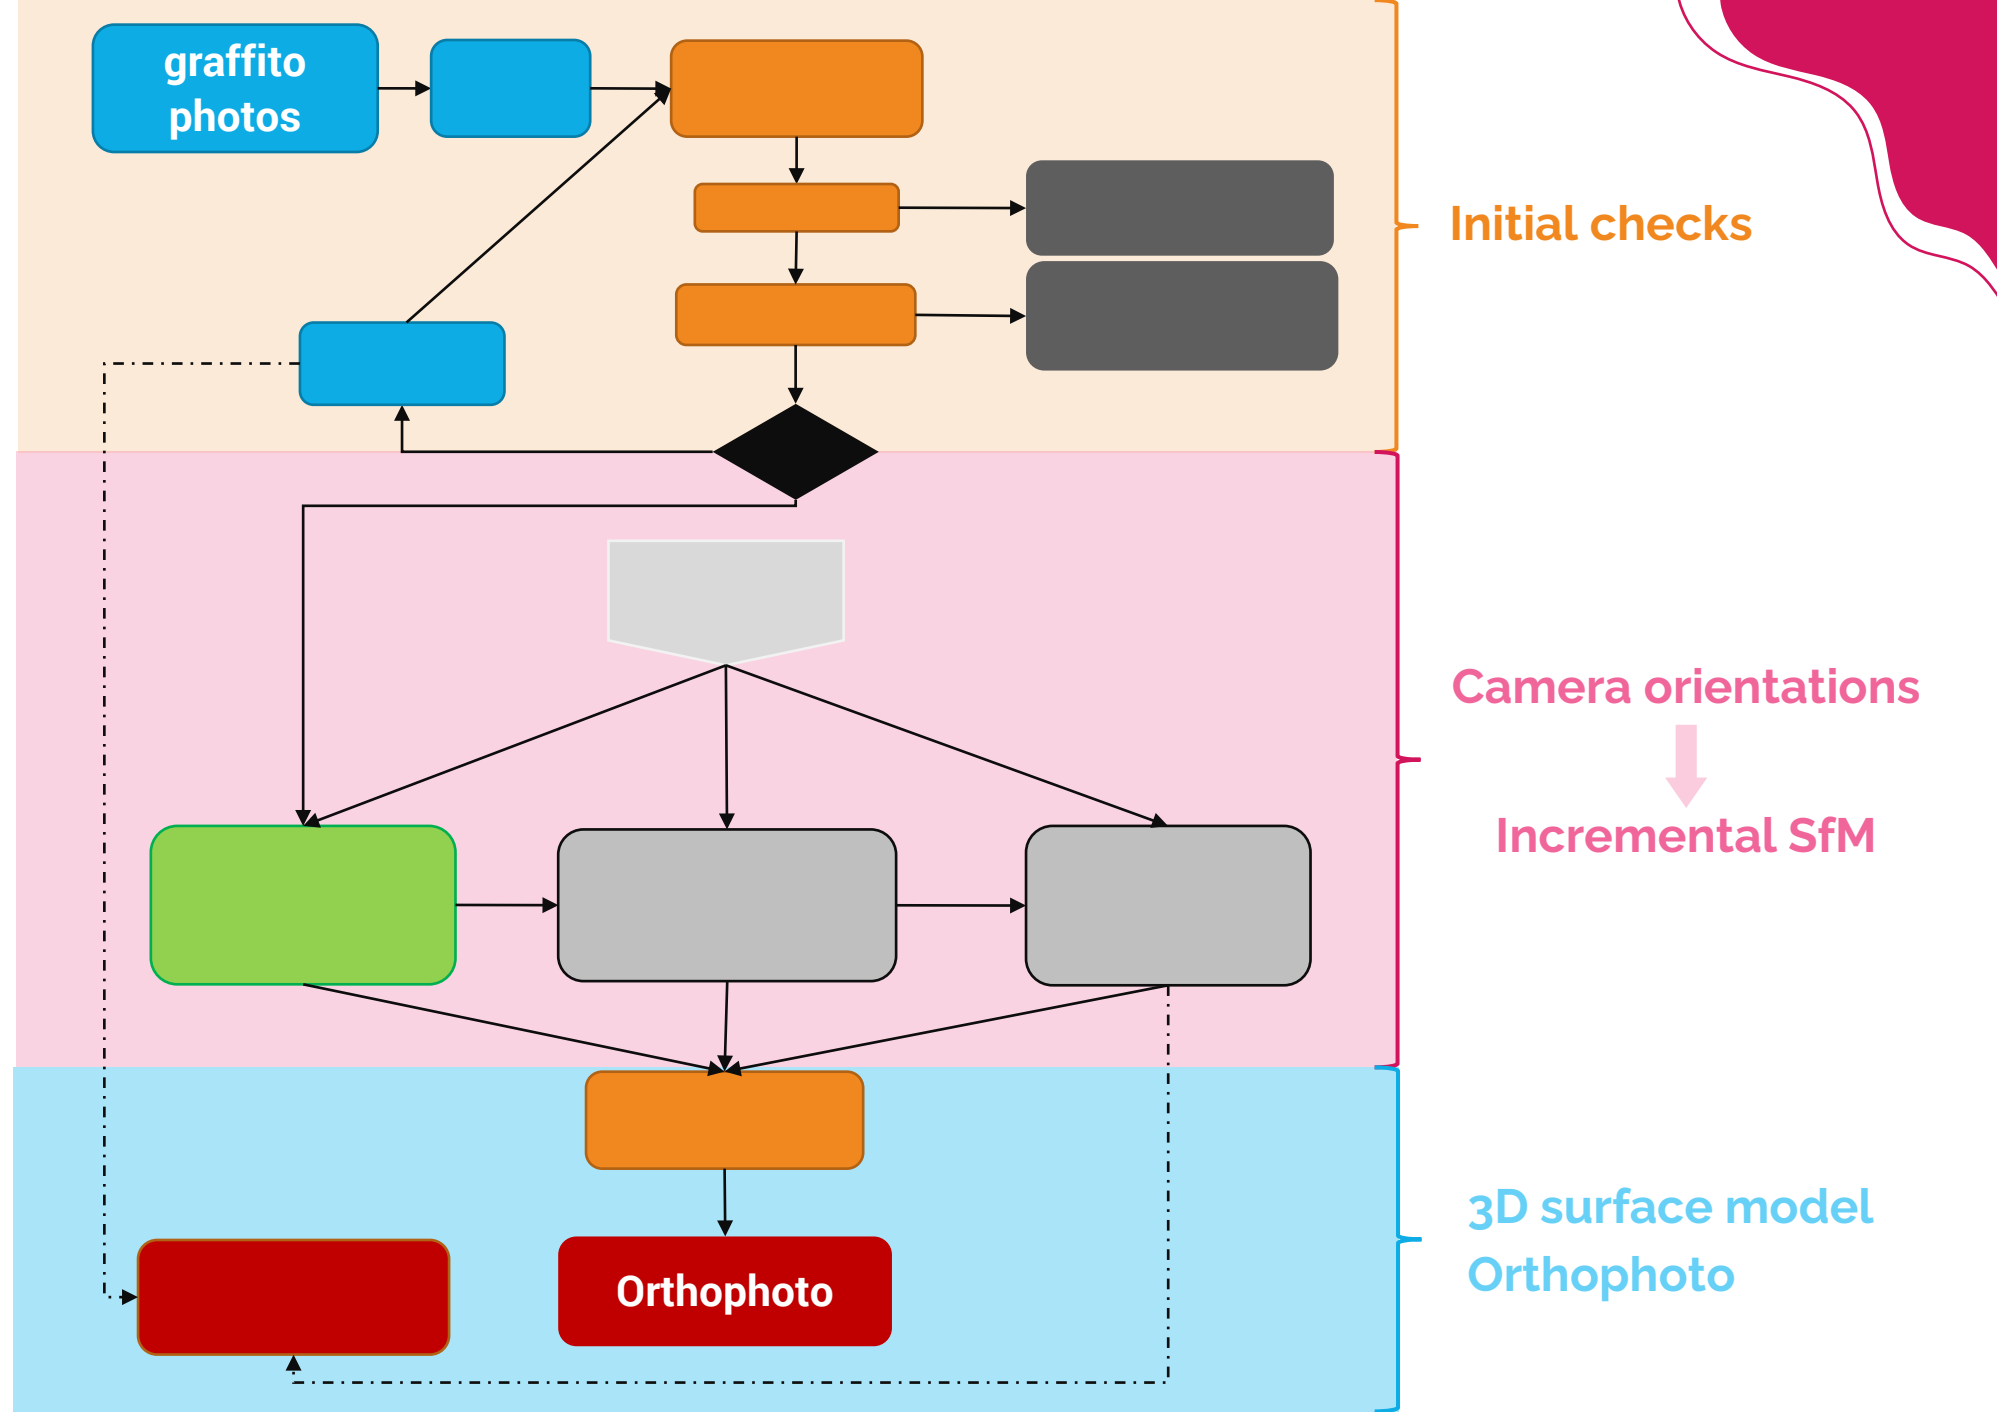 graffito
photos
Initial checks
Camera orientations
Incremental SfM
Orthophoto
3D surface model
Orthophoto